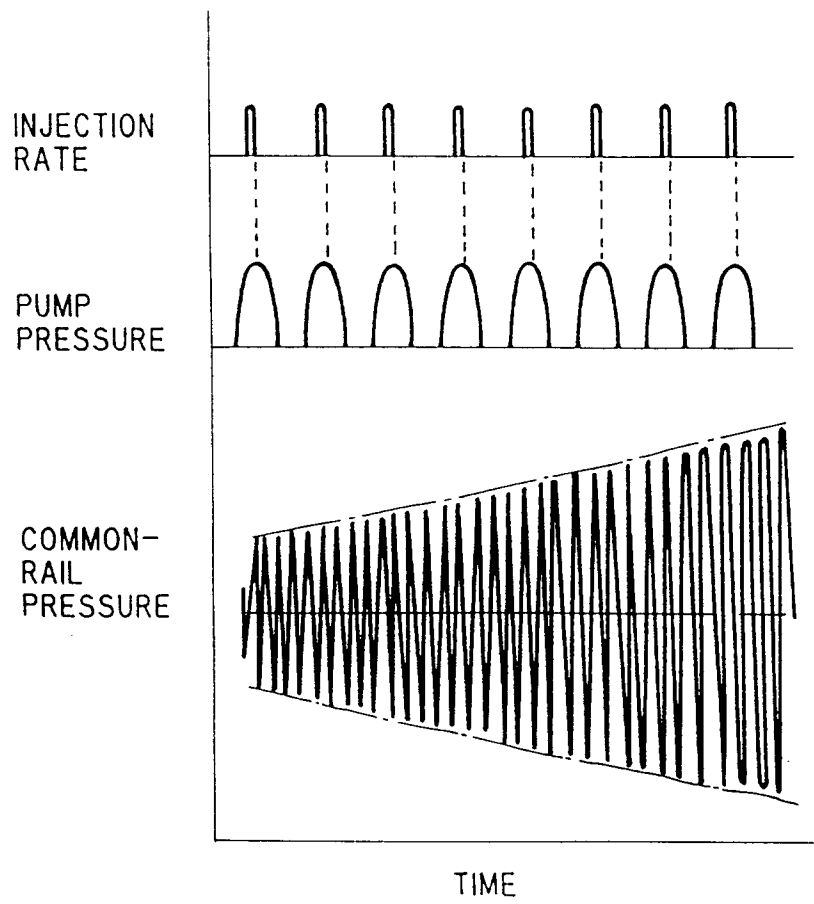 INJECTION
RATE
PUMP
PRESSURE
COMMON-
RAIL
PRESSURE
TIME